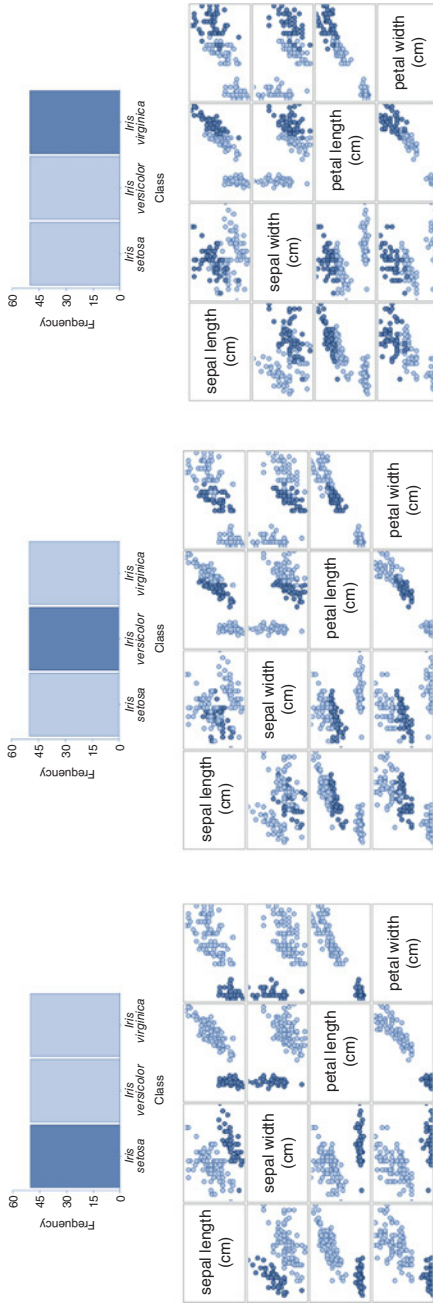 60
45
30
15
0
Frequency
Iris
setosa
Iris
versicolor
Iris
virginica
Class
sepal length
(cm)
sepal width
(cm)
petal length
(cm)
petal width
(cm)
60
45
30
15
0
Frequency
Iris
setosa
Iris
versicolor
Iris
virginica
Class
sepal length
(cm)
sepal width
(cm)
petal length
(cm)
petal width
(cm)
60
45
30
15
0
Frequency
Iris
setosa
Iris
versicolor
Iris
virginica
Class
sepal length
(cm)
sepal width
(cm)
petal length
(cm)
petal width
(cm)